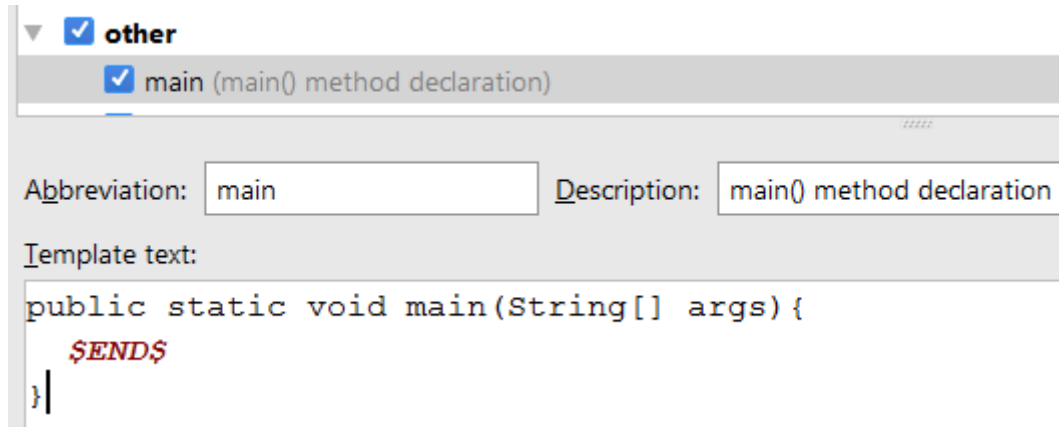 other
main (main() method declaration)
Abbreviation: main Description: main() method declaration
Template text:
public static void main(String[] args){
$END$
}